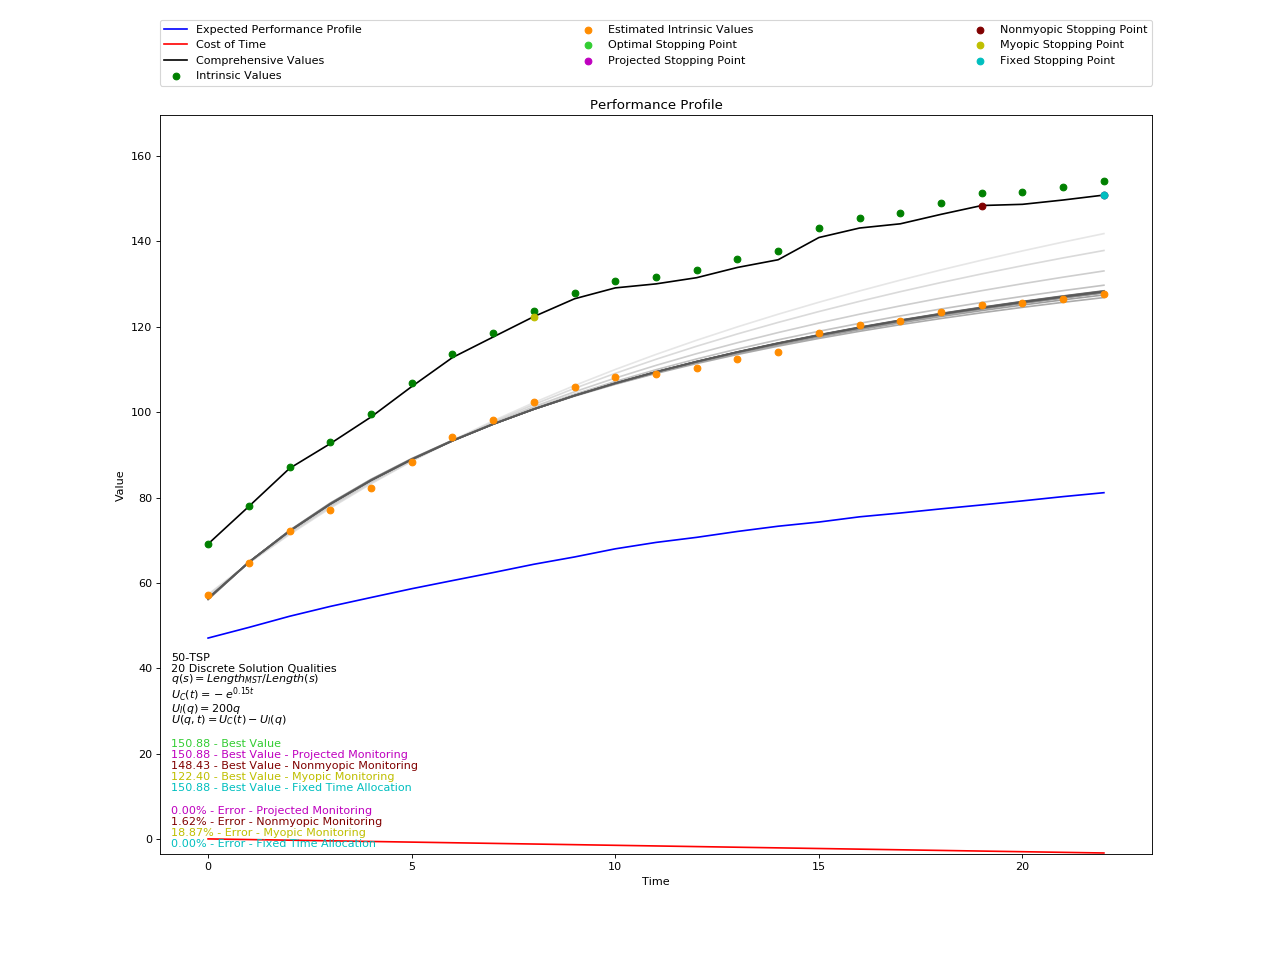 Expected Performance Profile
Cost of Time
Comprehensive Values
Intrinsic Values
Estimated Intrinsic Values
Optimal Stopping Point
Projected Stopping Point
Nonmyopic Stopping Point
Myopic Stopping Point
Fixed Stopping Point
Performance Profile
160
140
120
100
80
60
40
20
0
Value
50-TSP
20 Discrete Solution Qualities
q(s) = Length_{MST}/Length(s)
U_C(t) = −e^{0.15t}
U_I(q) = 200q
U(q, t) = U_C(t) − U_I(q)
150.88 - Best Value
150.88 - Best Value - Projected Monitoring
148.43 - Best Value - Nonmyopic Monitoring
122.40 - Best Value - Myopic Monitoring
150.88 - Best Value - Fixed Time Allocation
0.00% - Error - Projected Monitoring
1.62% - Error - Nonmyopic Monitoring
18.87% - Error - Myopic Monitoring
0.00% - Error - Fixed Time Allocation
0 5 10 15 20
Time